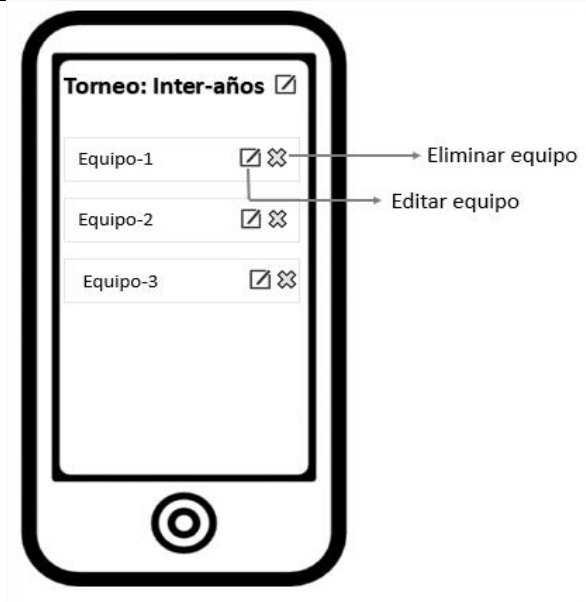 Torneo: Inter-años
Equipo-1
Eliminar equipo
Editar equipo
Equipo-2
Equipo-3